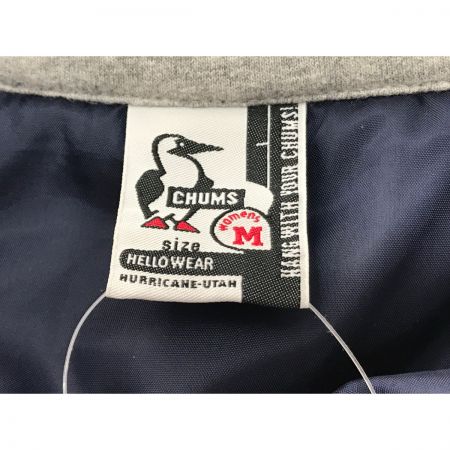 CHUMS
womens
M
size
HELLO WEAR
HURRICANE-UTAH
HANG WITH YOUR CHUMS!